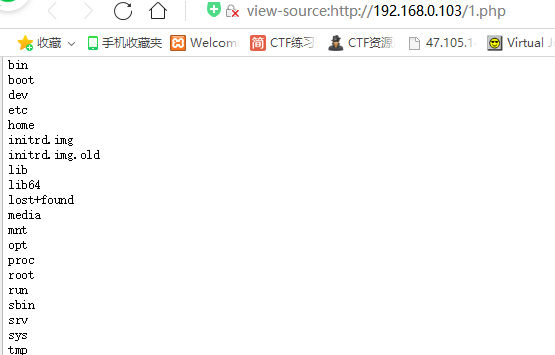 view-source:http://192.168.0.103/1.php
收藏 手机收藏夹 Welcom CTF练习 CTF资源 47.105.1 Virtual J
bin
boot
dev
etc
home
initrd.img
initrd.img.old
lib
lib64
lost+found
media
mnt
opt
proc
root
run
sbin
srv
sys
tmp